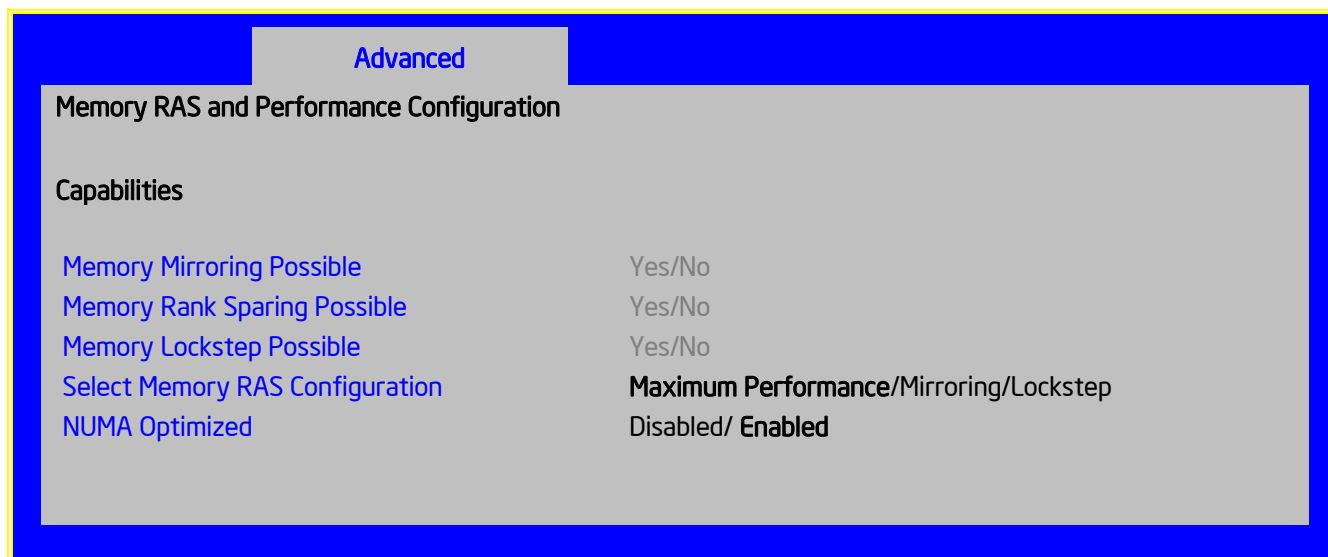 Advanced
Memory RAS and Performance Configuration
Capabilities
Memory Mirroring Possible Yes/No
Memory Rank Sparing Possible Yes/No
Memory Lockstep Possible Yes/No
Select Memory RAS Configuration Maximum Performance/Mirroring/Lockstep
NUMA Optimized Disabled/ Enabled